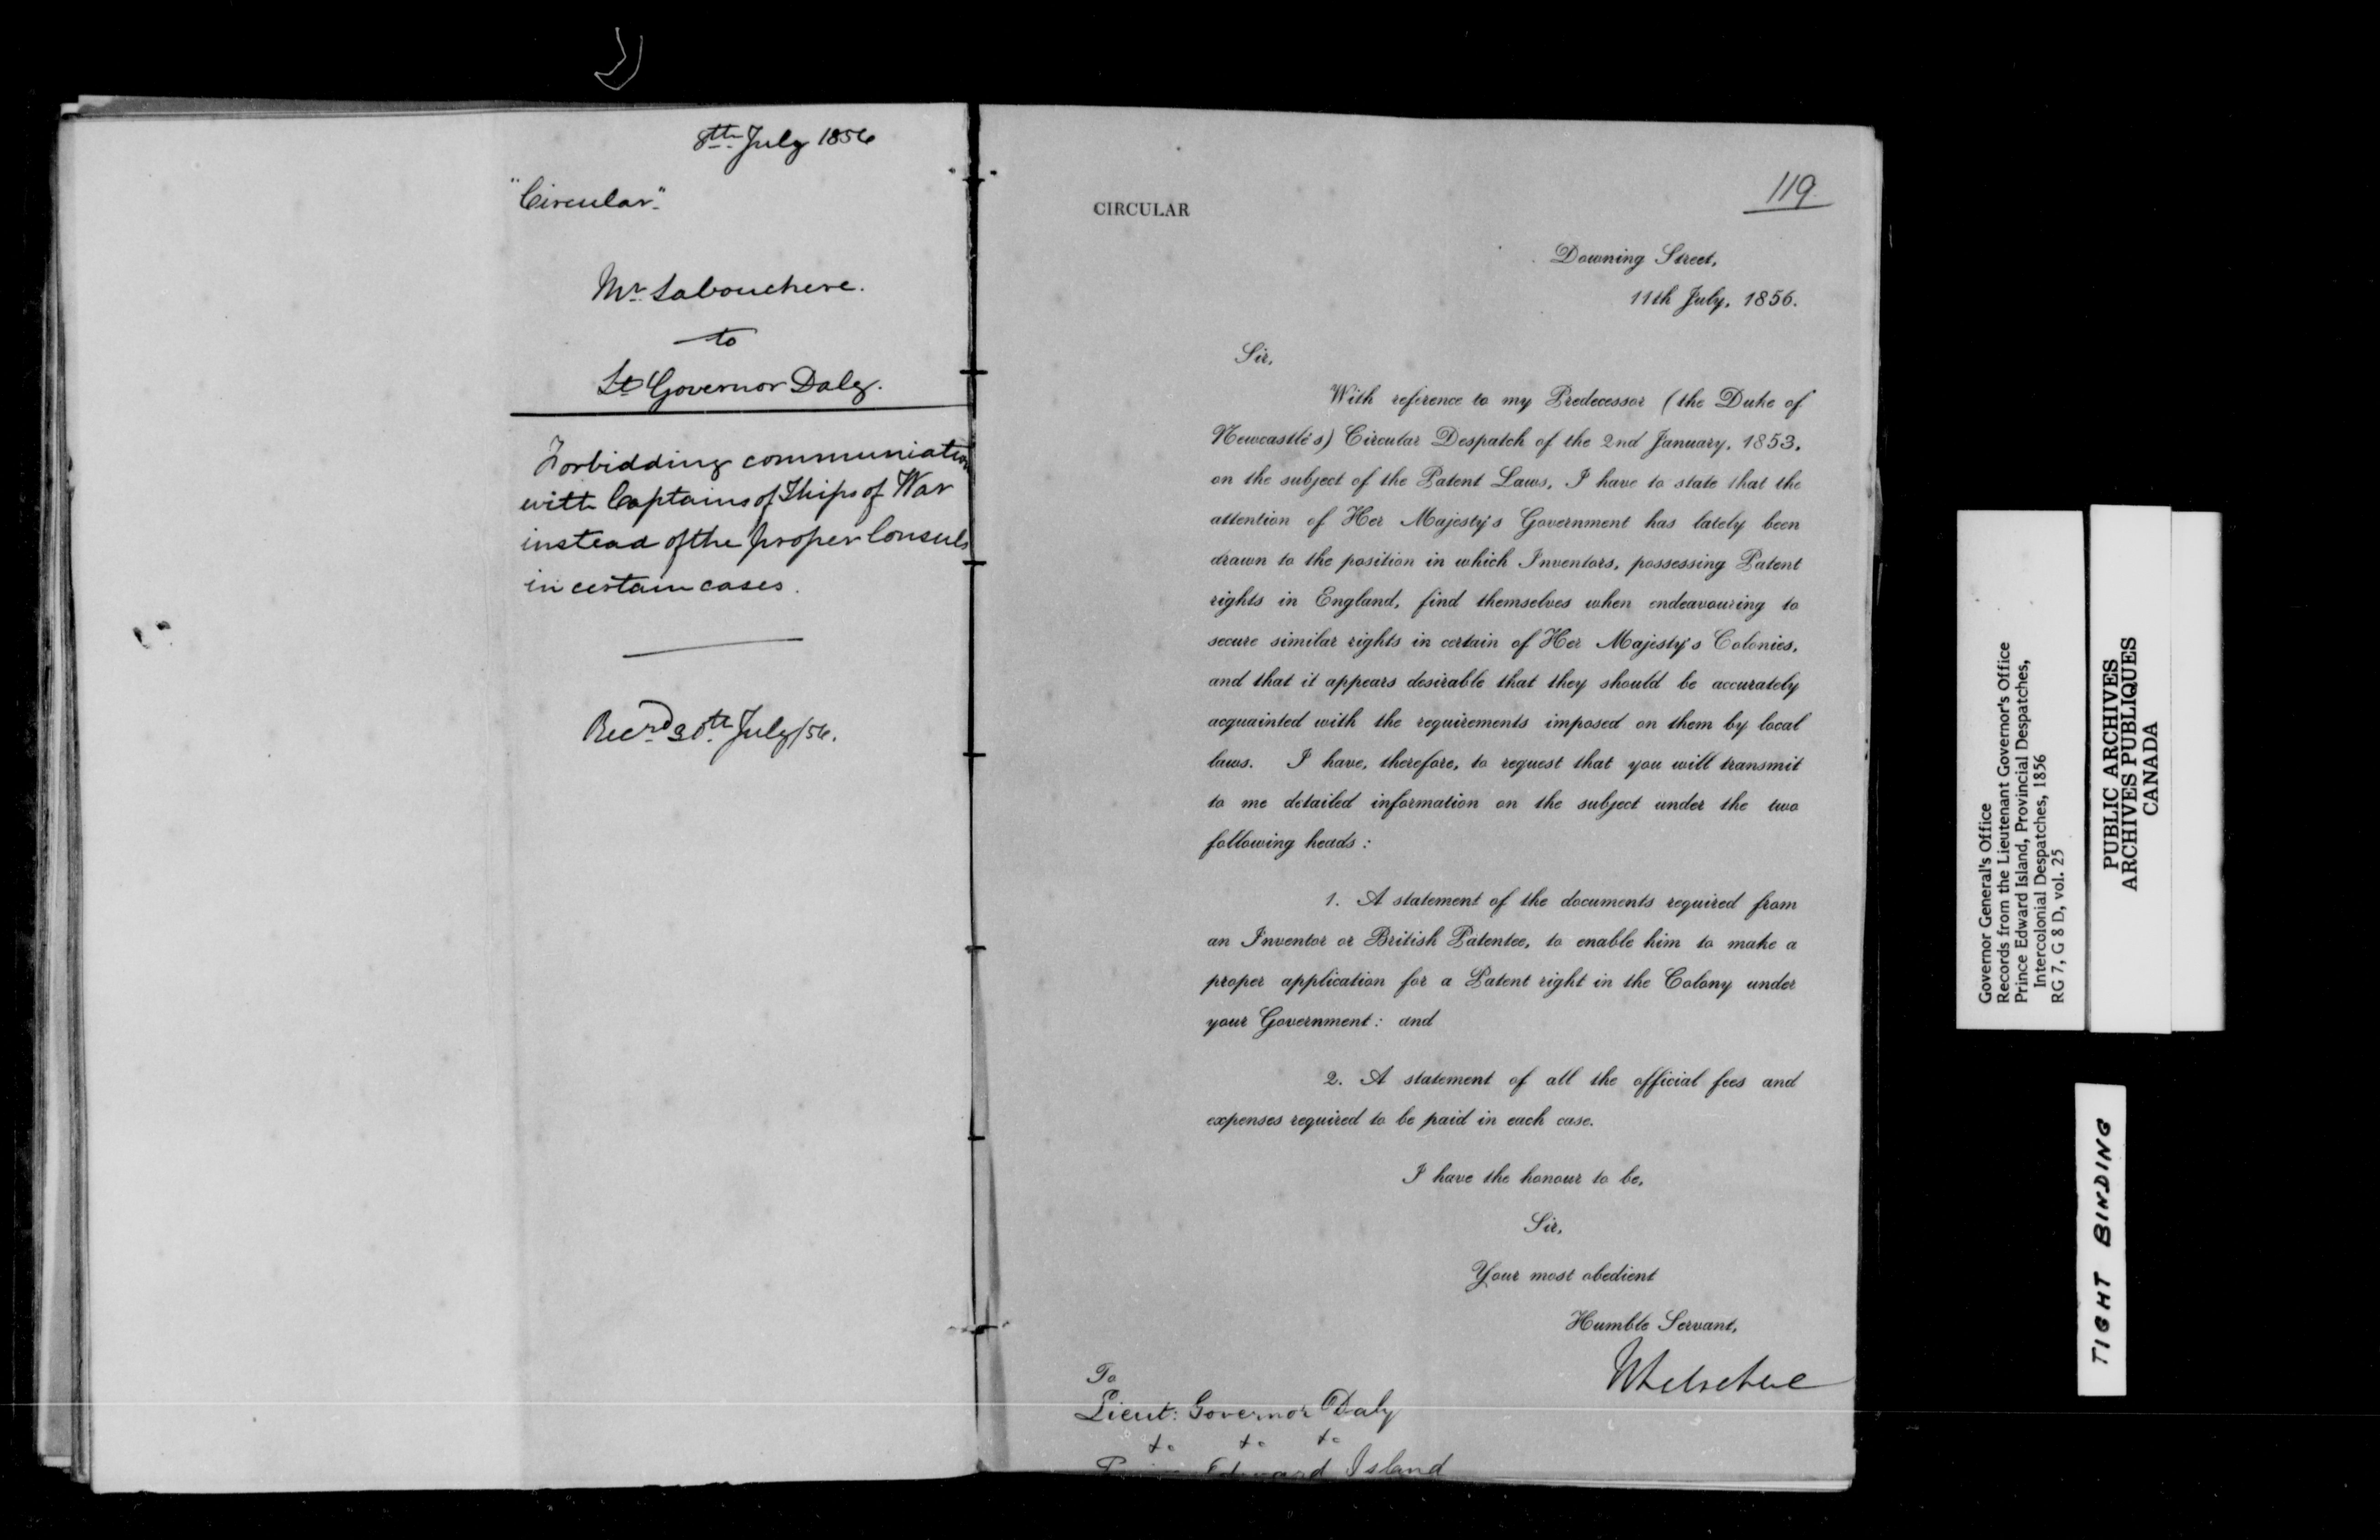 8th July 1856
"Circular."
Mr. Labouchere.
to
Lt Governor Daly.
Forbidding communication
with Captains of Ships of War
instead of the proper Consuls
in certain cases.
Recd 30th July/56.
119.
CIRCULAR
Downing Street,
11th July, 1856.
Sir,
With reference to my Predecessor (the Duke of
Newcastle's) Circular Despatch of the 2nd January, 1853,
on the subject of the Patent Laws, I have to state that the
attention of Her Majesty's Government has lately been
drawn to the position in which Inventors, possessing Patent
rights in England, find themselves when endeavouring to
secure similar rights in certain of Her Majesty's Colonies,
and that it appears desirable that they should be accurately
acquainted with the requirements imposed on them by local
laws. I have, therefore, to request that you will transmit
to me detailed information on the subject under the two
following heads:
1. A statement of the documents required from
an Inventor or British Patentee, to enable him to make a
proper application for a Patent right in the Colony under
your Government: and
2. A statement of all the official fees and
expenses required to be paid in each case.
I have the honour to be,
Sir,
Your most obedient
Humble Servant,
To
Lieut: Governor Daly
&c &c &c
Edward Island
Governor General's Office
Records from the Lieutenant Governor's Office
Prince Edward Island, Provincial Despatches,
Intercolonial Despatches, 1856
RG 7, G 8 D, vol. 25
PUBLIC ARCHIVES
ARCHIVES PUBLIQUES
CANADA
TIGHT BINDING